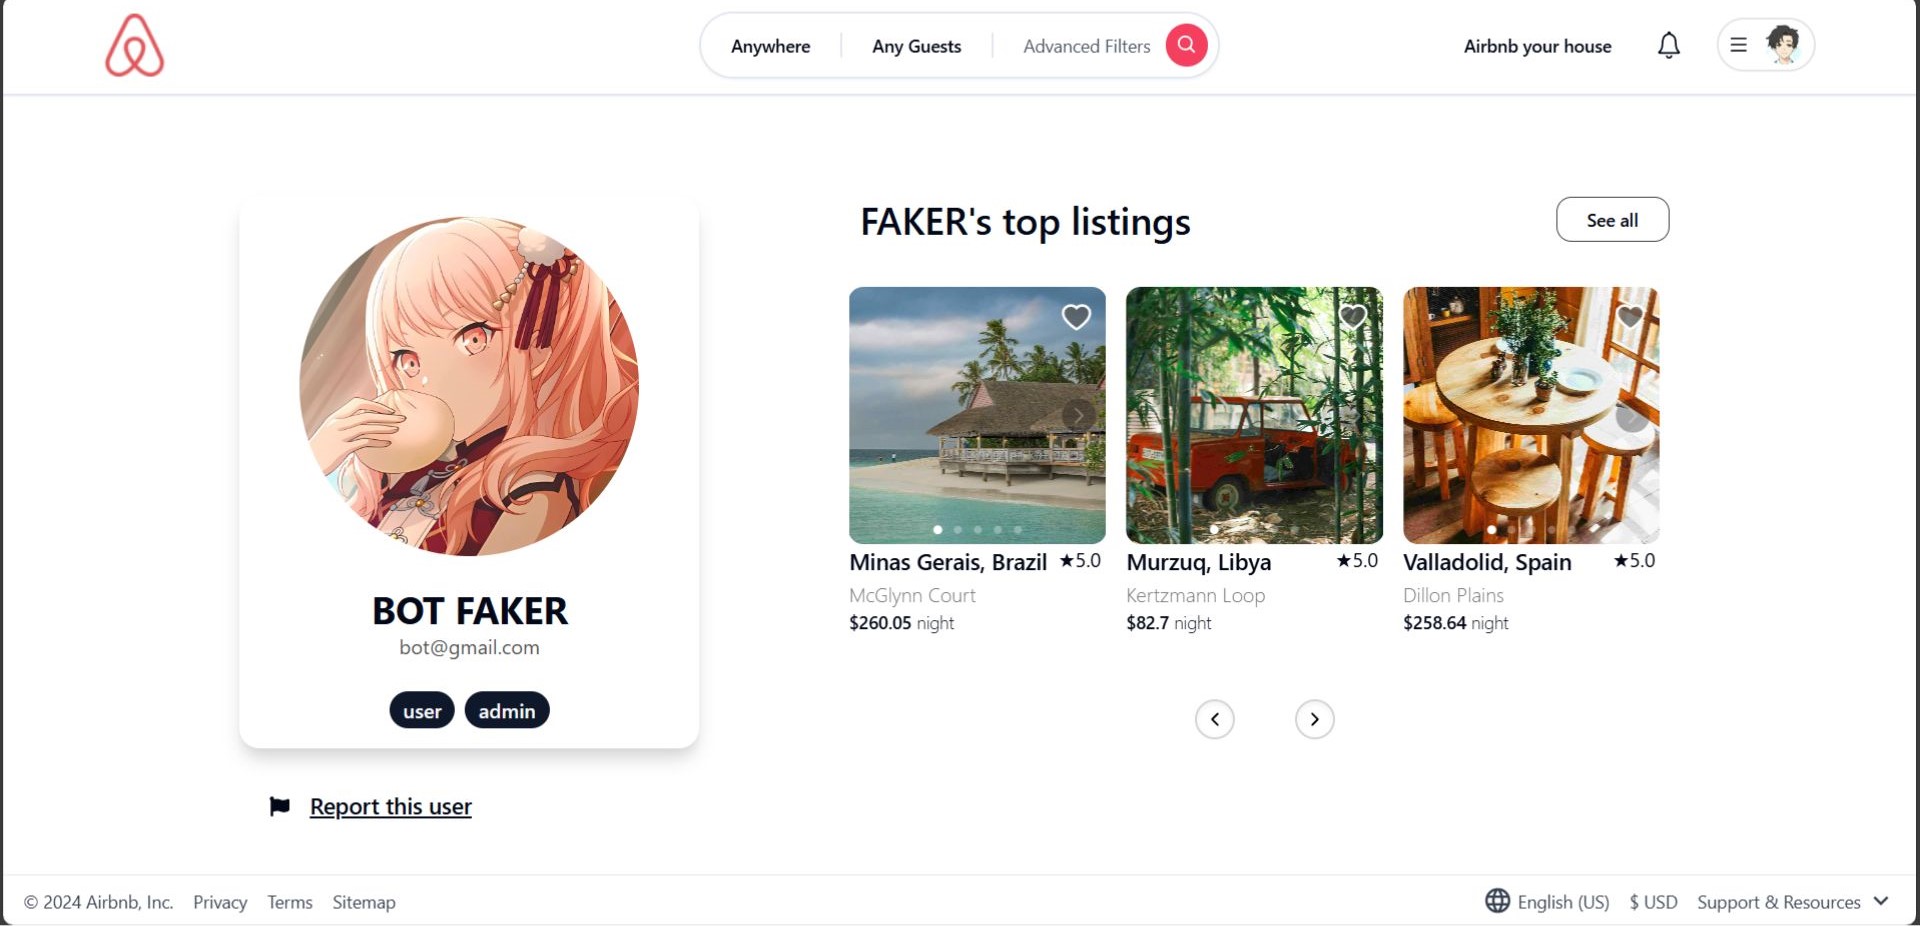 Anywhere
Any Guests
Advanced Filters
Airbnb your house
FAKER's top listings
See all
BOT FAKER
bot@gmail.com
user
admin
Report this user
Minas Gerais, Brazil ★5.0
McGlynn Court
$260.05 night
Murzuq, Libya ★5.0
Kertzmann Loop
$82.7 night
Valladolid, Spain ★5.0
Dillon Plains
$258.64 night
© 2024 Airbnb, Inc. Privacy Terms Sitemap
English (US) $ USD Support & Resources